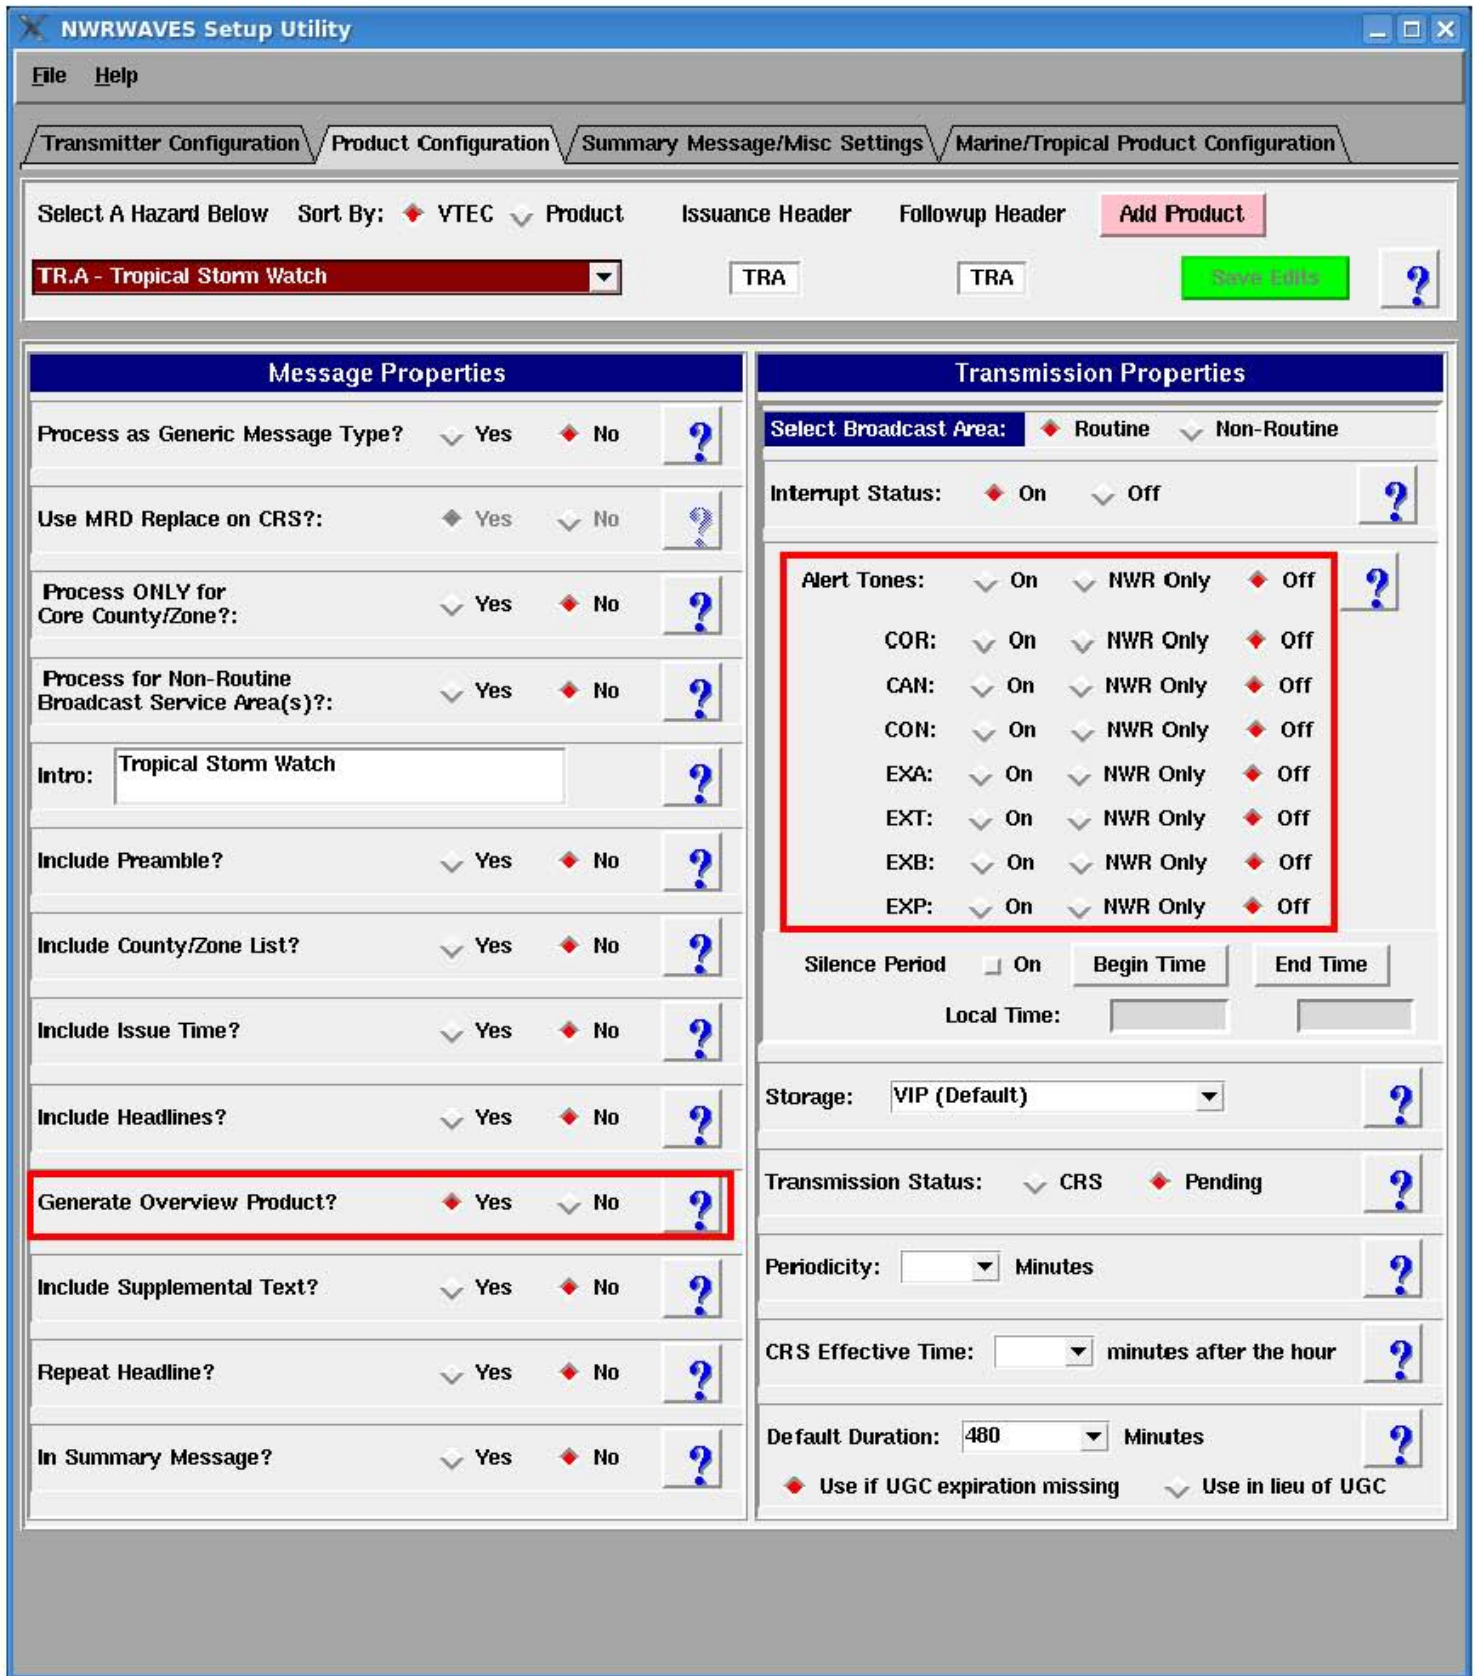 NWRWAVES Setup Utility
File Help
Transmitter Configuration Product Configuration Summary Message/Misc Settings Marine/Tropical Product Configuration
Select A Hazard Below Sort By: VTEC Product Issuance Header Followup Header Add Product
TR.A - Tropical Storm Watch TRA TRA Save Edits ?
Message Properties
Process as Generic Message Type? Yes No ?
Use MRD Replace on CRS?: Yes No ?
Process ONLY for
Core County/Zone?: Yes No ?
Process for Non-Routine
Broadcast Service Area(s)?: Yes No ?
Intro: Tropical Storm Watch ?
Include Preamble? Yes No ?
Include County/Zone List? Yes No ?
Include Issue Time? Yes No ?
Include Headlines? Yes No ?
Generate Overview Product? Yes No ?
Include Supplemental Text? Yes No ?
Repeat Headline? Yes No ?
In Summary Message? Yes No ?
Transmission Properties
Select Broadcast Area: Routine Non-Routine
Interrupt Status: On Off ?
Alert Tones: On NWR Only Off ?
COR: On NWR Only Off
CAN: On NWR Only Off
CON: On NWR Only Off
EXA: On NWR Only Off
EXT: On NWR Only Off
EXB: On NWR Only Off
EXP: On NWR Only Off
Silence Period On Begin Time End Time
Local Time:
Storage: VIP (Default) ?
Transmission Status: CRS Pending ?
Periodicity: Minutes ?
CRS Effective Time: minutes after the hour ?
Default Duration: 480 Minutes ?
Use if UGC expiration missing Use in lieu of UGC